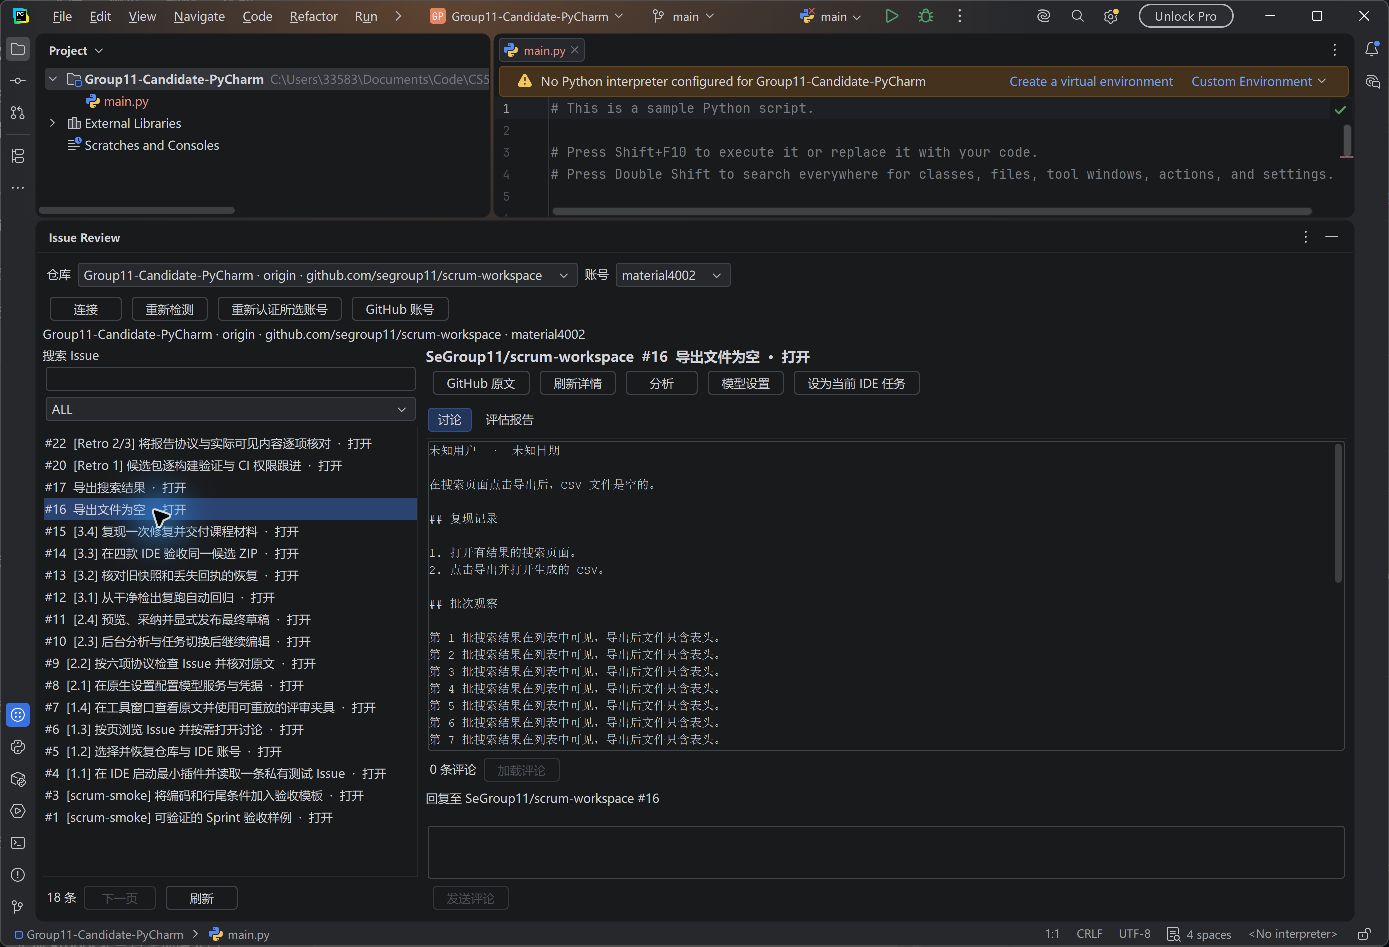 File Edit View Navigate Code Refactor Run GP Group11-Candidate-PyCharm main main Unlock Pro
Project
Group11-Candidate-PyCharm C:\Users\33583\Documents\Code\CS5
main.py
External Libraries
Scratches and Consoles
main.py
No Python interpreter configured for Group11-Candidate-PyCharm Create a virtual environment Custom Environment
1 # This is a sample Python script.
2
3 # Press Shift+F10 to execute it or replace it with your code.
4 # Press Double Shift to search everywhere for classes, files, tool windows, actions, and settings.
5
Issue Review
仓库 Group11-Candidate-PyCharm · origin · github.com/segroup11/scrum-workspace 账号 material4002
连接 重新检测 重新认证所选账号 GitHub 账号
Group11-Candidate-PyCharm · origin · github.com/segroup11/scrum-workspace · material4002
搜索 Issue
ALL
#22 [Retro 2/3] 将报告协议与实际可见内容逐项核对 · 打开
#20 [Retro 1] 候选包逐构建验证与 CI 权限跟进 · 打开
#17 导出搜索结果 · 打开
#16 导出文件为空 · 打开
#15 [3.4] 复现一次修复并交付课程材料 · 打开
#14 [3.3] 在四款 IDE 验收同一候选 ZIP · 打开
#13 [3.2] 核对旧快照和丢失回执的恢复 · 打开
#12 [3.1] 从干净检出复跑自动回归 · 打开
#11 [2.4] 预览、采纳并显式发布最终草稿 · 打开
#10 [2.3] 后台分析与任务切换后继续编辑 · 打开
#9 [2.2] 按六项协议检查 Issue 并核对原文 · 打开
#8 [2.1] 在原生设置配置模型服务与凭据 · 打开
#7 [1.4] 在工具窗口查看原文并使用可重放的评审夹具 · 打开
#6 [1.3] 按页浏览 Issue 并按需打开讨论 · 打开
#5 [1.2] 选择并恢复仓库与 IDE 账号 · 打开
#4 [1.1] 在 IDE 启动最小插件并读取一条私有测试 Issue · 打开
#3 [scrum-smoke] 将编码和行尾条件加入验收模板 · 打开
#1 [scrum-smoke] 可验证的 Sprint 验收样例 · 打开
18 条 下一页 刷新
SeGroup11/scrum-workspace #16 导出文件为空 · 打开
GitHub 原文 刷新详情 分析 模型设置 设为当前 IDE 任务
讨论 评估报告
未知用户 · 未知日期
在搜索页面点击导出后，CSV 文件是空的。
## 复现记录
1. 打开有结果的搜索页面。
2. 点击导出并打开生成的 CSV。
## 批次观察
第 1 批搜索结果在列表中可见，导出后文件只含表头。
第 2 批搜索结果在列表中可见，导出后文件只含表头。
第 3 批搜索结果在列表中可见，导出后文件只含表头。
第 4 批搜索结果在列表中可见，导出后文件只含表头。
第 5 批搜索结果在列表中可见，导出后文件只含表头。
第 6 批搜索结果在列表中可见，导出后文件只含表头。
第 7 批搜索结果在列表中可见，导出后文件只含表头。
0 条评论 加载评论
回复至 SeGroup11/scrum-workspace #16
发送评论
Group11-Candidate-PyCharm main.py 1:1 CRLF UTF-8 4 spaces <No interpreter>